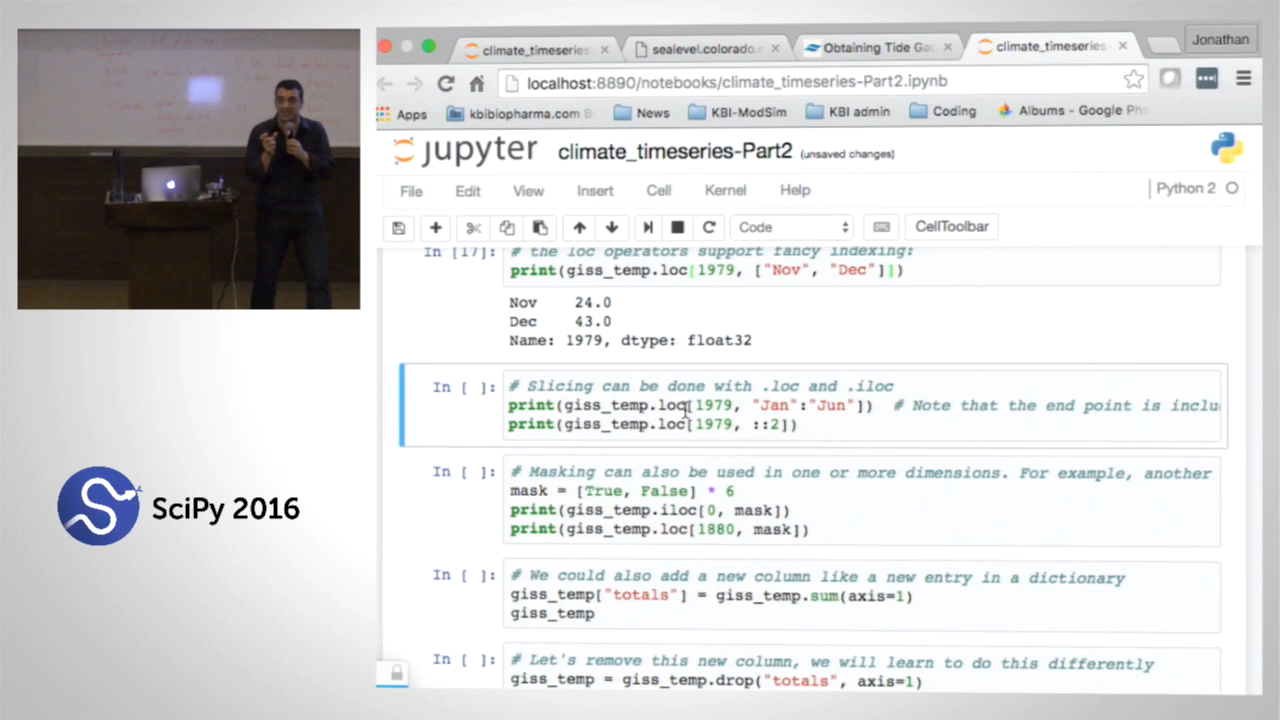 climate_timeseries-
sealevel.colorado.e
Obtaining Tide Gau
climate_timeseries-
Jonathan
localhost:8890/notebooks/climate_timeseries-Part2.ipynb
Apps
kbibiopharma.com B
News
KBI-ModSim
KBI admin
Coding
Albums - Google Pho
jupyter
climate_timeseries-Part2 (unsaved changes)
File Edit View Insert Cell Kernel Help
Python 2
Code
CellToolbar
In [17]: # the loc operators support fancy indexing:
print(giss_temp.loc[1979, ["Nov", "Dec"]])
Nov 24.0
Dec 43.0
Name: 1979, dtype: float32
In [ ]: # Slicing can be done with .loc and .iloc
print(giss_temp.loc[1979, "Jan":"Jun"]) # Note that the end point is inclu
print(giss_temp.loc[1979, ::2])
In [ ]: # Masking can also be used in one or more dimensions. For example, another
mask = [True, False] * 6
print(giss_temp.iloc[0, mask])
print(giss_temp.loc[1880, mask])
In [ ]: # We could also add a new column like a new entry in a dictionary
giss_temp["totals"] = giss_temp.sum(axis=1)
giss_temp
In [ ]: # Let's remove this new column, we will learn to do this differently
giss_temp = giss_temp.drop("totals", axis=1)
SciPy 2016